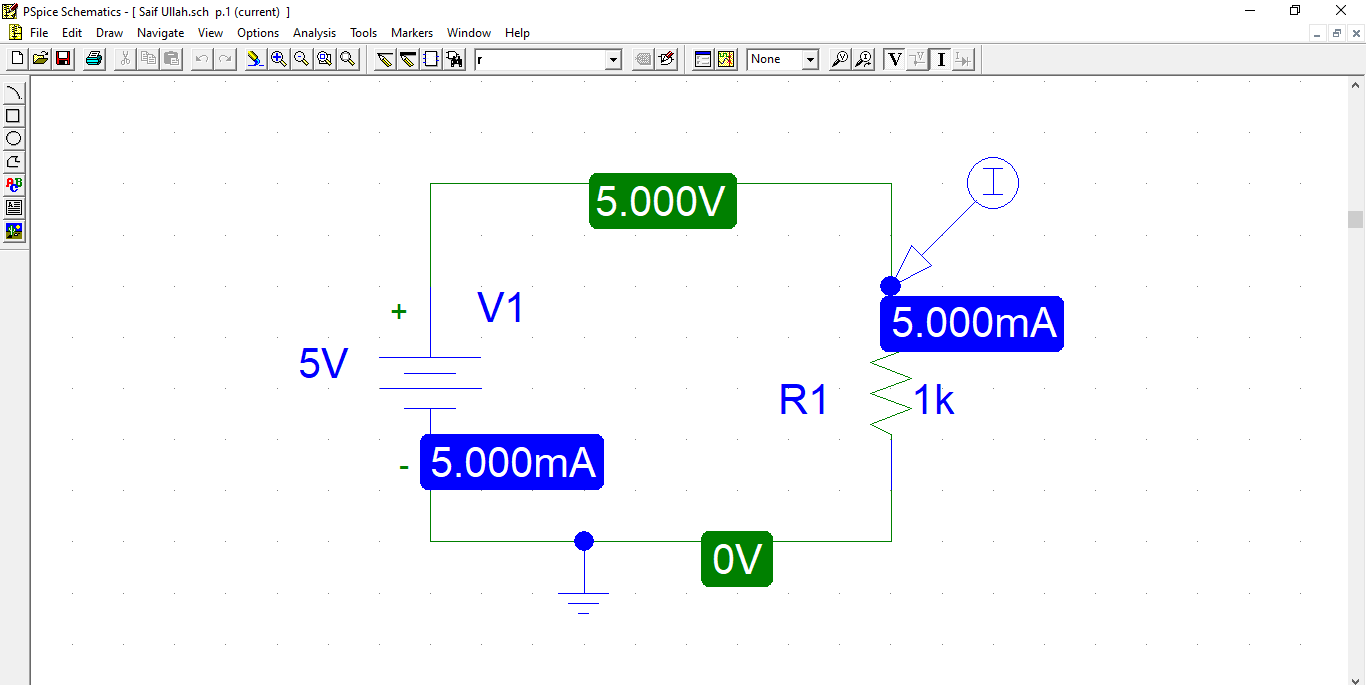 PSpice Schematics - [ Saif Ullah.sch  p.1 (current)  ]
File Edit Draw Navigate View Options Analysis Tools Markers Window Help
r
None
V
I
ABC
I
5.000V
5.000mA
+
V1
5V
R1
1k
-
5.000mA
0V